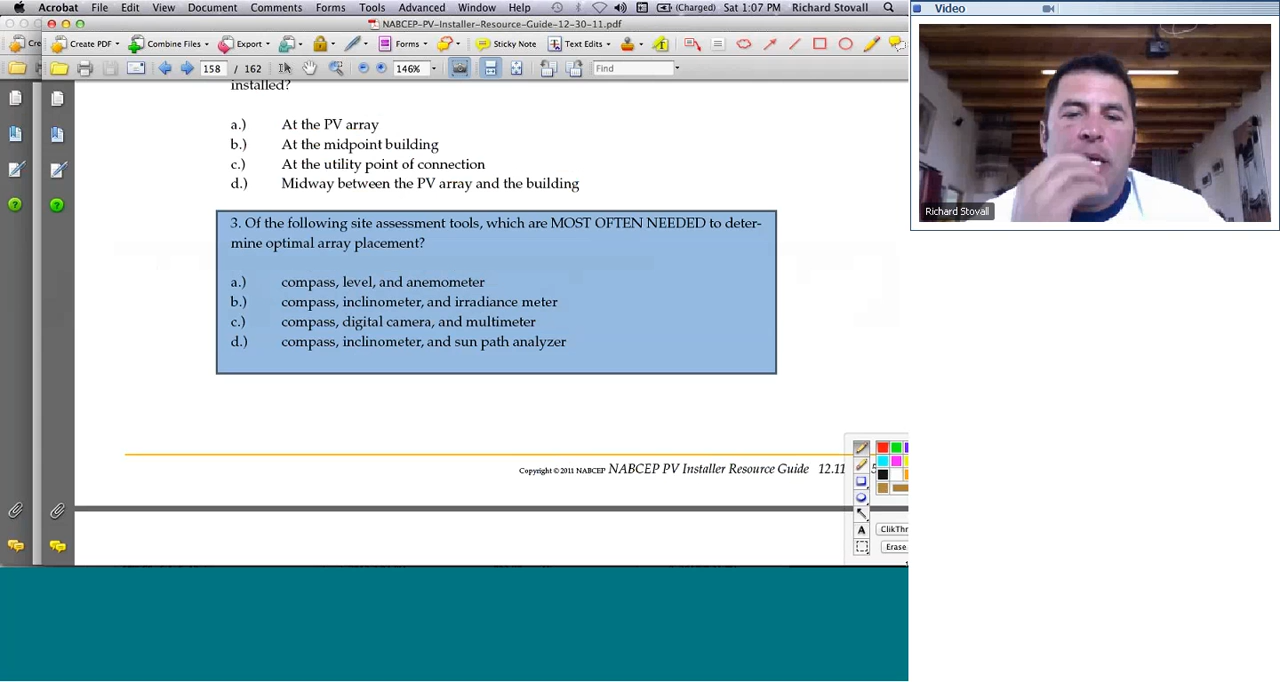 Acrobat File Edit View Document Comments Forms Tools Advanced Window Help (Charged) Sat 1:07 PM Richard Stovall
Video
NABCEP-PV-Installer-Resource-Guide-12-30-11.pdf
Create PDF Combine Files Export Forms Sticky Note Text Edits
158 / 162 146% Find
installed?
a.) At the PV array
b.) At the midpoint building
c.) At the utility point of connection
d.) Midway between the PV array and the building
Richard Stovall
3. Of the following site assessment tools, which are MOST OFTEN NEEDED to deter-
mine optimal array placement?
a.) compass, level, and anemometer
b.) compass, inclinometer, and irradiance meter
c.) compass, digital camera, and multimeter
d.) compass, inclinometer, and sun path analyzer
Copyright © 2011 NABCEP NABCEP PV Installer Resource Guide 12.11
A ClikThr
Erase